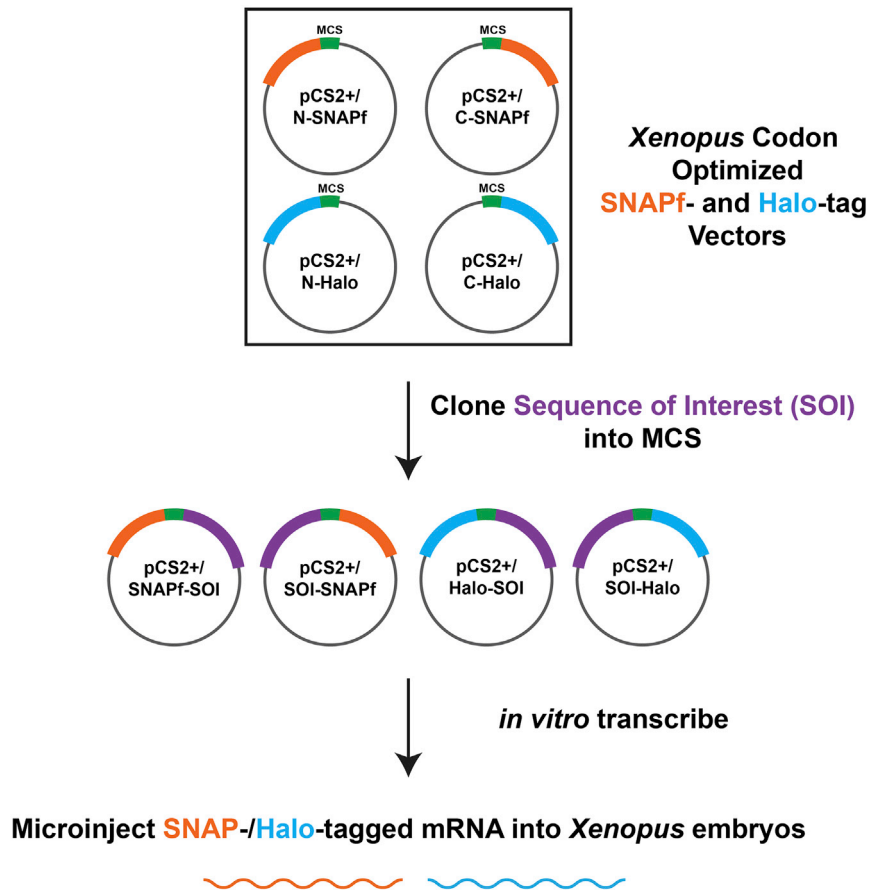 MCS
pCS2+/
N-SNAPf
MCS
pCS2+/
C-SNAPf
MCS
pCS2+/
N-Halo
MCS
pCS2+/
C-Halo
Xenopus Codon
Optimized
SNAPf- and Halo-tag
Vectors
Clone Sequence of Interest (SOI)
into MCS
pCS2+/
SNAPf-SOI
pCS2+/
SOI-SNAPf
pCS2+/
Halo-SOI
pCS2+/
SOI-Halo
in vitro transcribe
Microinject SNAP-/Halo-tagged mRNA into Xenopus embryos